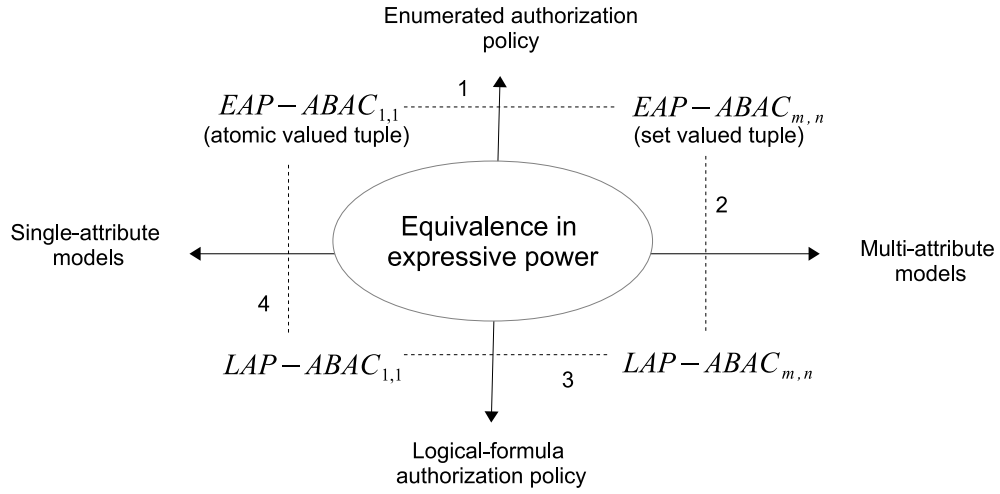 Enumerated authorization
policy
1
EAP−ABAC1,1
(atomic valued tuple)
EAP−ABACm,n
(set valued tuple)
2
Equivalence in
expressive power
Single-attribute
models
Multi-attribute
models
4
LAP−ABAC1,1
3
LAP−ABACm,n
Logical-formula
authorization policy